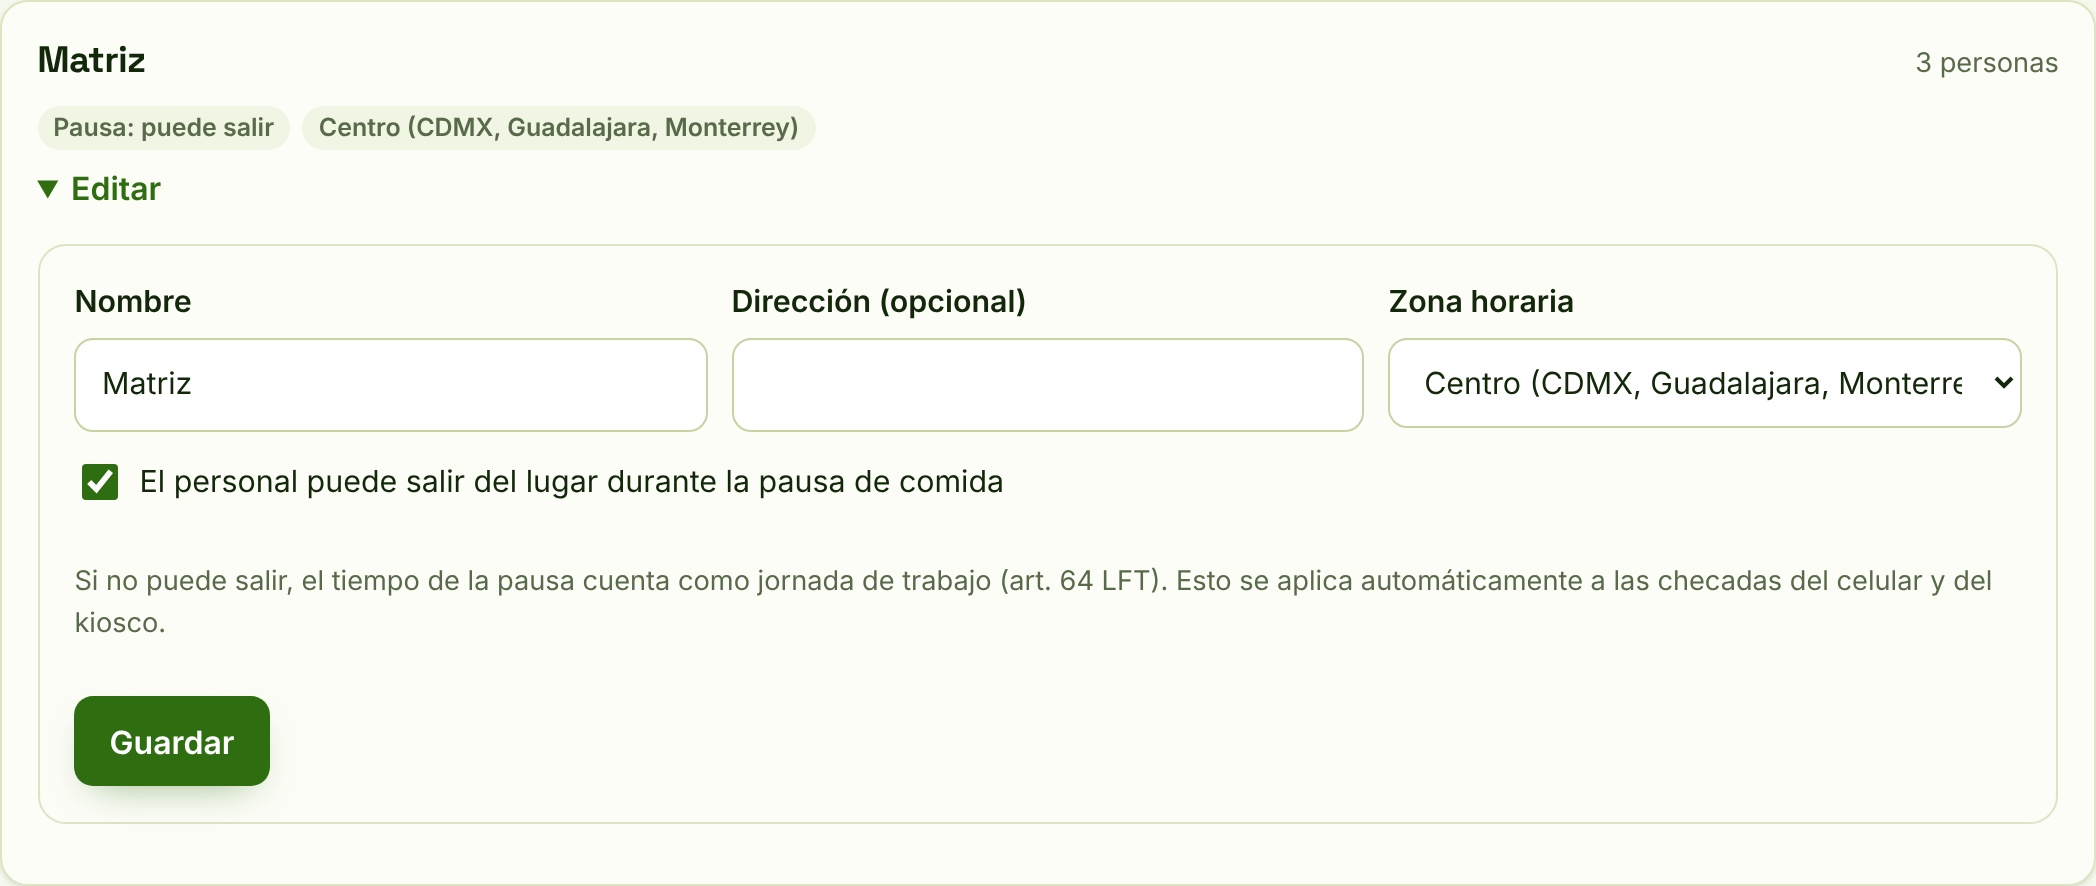 Matriz
3 personas
Pausa: puede salir
Centro (CDMX, Guadalajara, Monterrey)
▼ Editar
Nombre
Dirección (opcional)
Zona horaria
Matriz
Centro (CDMX, Guadalajara, Monterre
El personal puede salir del lugar durante la pausa de comida
Si no puede salir, el tiempo de la pausa cuenta como jornada de trabajo (art. 64 LFT). Esto se aplica automáticamente a las checadas del celular y del
kiosco.
Guardar